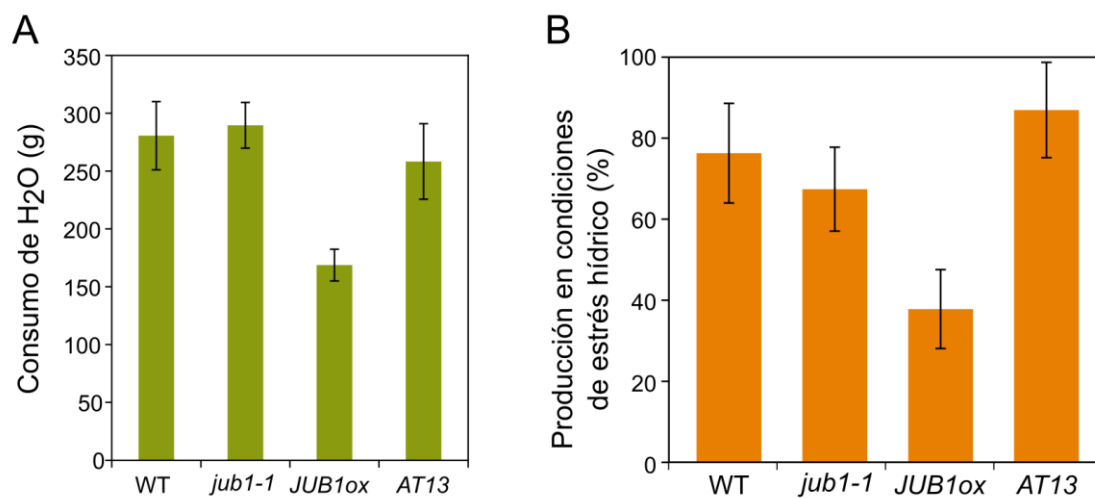 A
Consumo de H2O (g)
350
300
250
200
150
100
50
0
WT
jub1-1
JUB1ox
AT13
B
Producción en condiciones
de estrés hídrico (%)
100
80
60
40
20
0
WT
jub1-1
JUB1ox
AT13